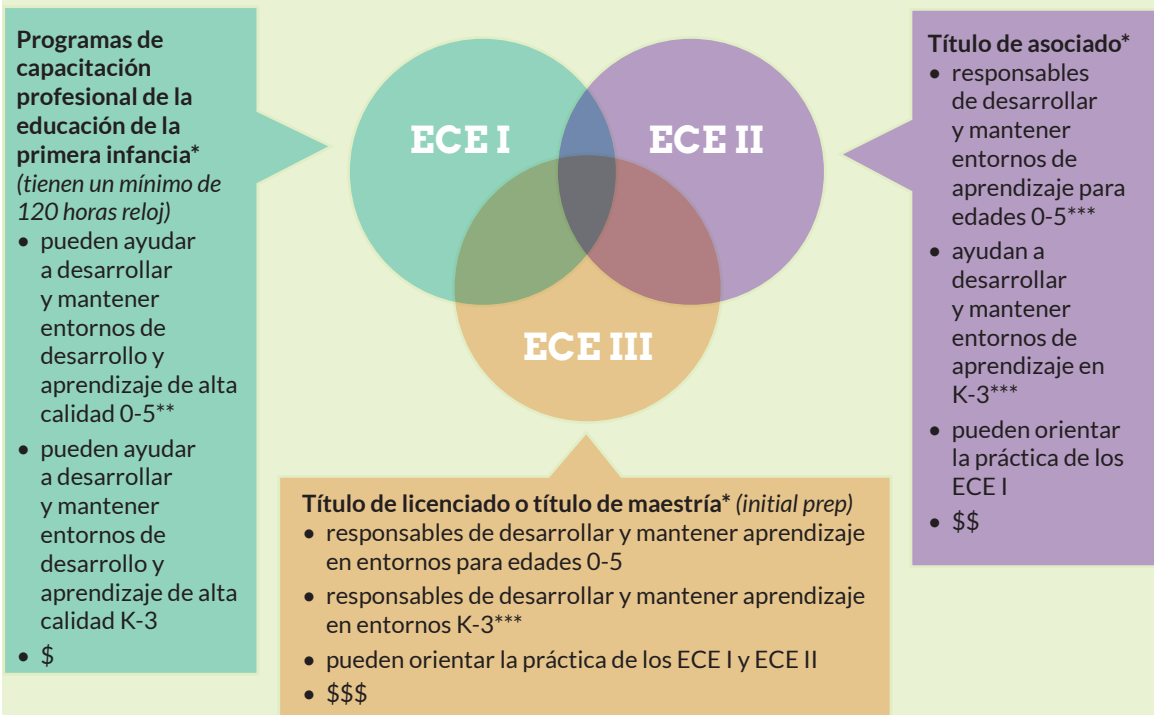 Programas de
capacitación
profesional de la
educación de la
primera infancia*
(tienen un mínimo de
120 horas reloj)
• pueden ayudar
a desarrollar
y mantener
entornos de
desarrollo y
aprendizaje de alta
calidad 0-5**
• pueden ayudar
a desarrollar
y mantener
entornos de
desarrollo y
aprendizaje de alta
calidad K-3
• $
ECE I
ECE II
ECE III
Título de asociado*
• responsables
de desarrollar
y mantener
entornos de
aprendizaje para
edades 0-5***
• ayudan a
desarrollar
y mantener
entornos de
aprendizaje en
K-3***
• pueden orientar
la práctica de los
ECE I
• $$
Título de licenciado o título de maestría* (initial prep)
• responsables de desarrollar y mantener aprendizaje
en entornos para edades 0-5
• responsables de desarrollar y mantener aprendizaje
en entornos K-3***
• pueden orientar la práctica de los ECE I y ECE II
• $$$